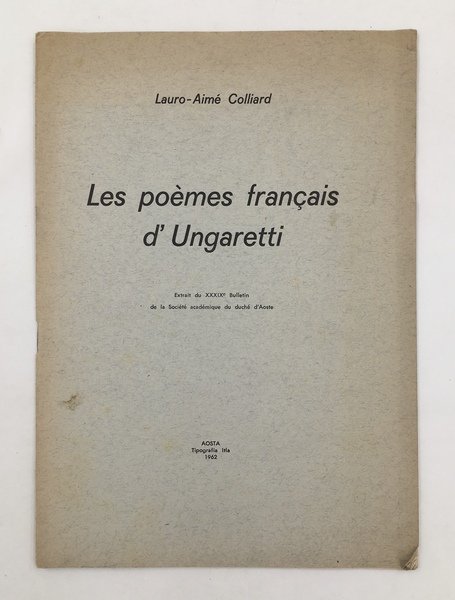 Lauro-Aimé Colliard
Les poèmes français
d'Ungaretti
Extrait du XXXIXe Bulletin
de la Société académique du duché d'Aoste
AOSTA
Tipografia Itla
1962